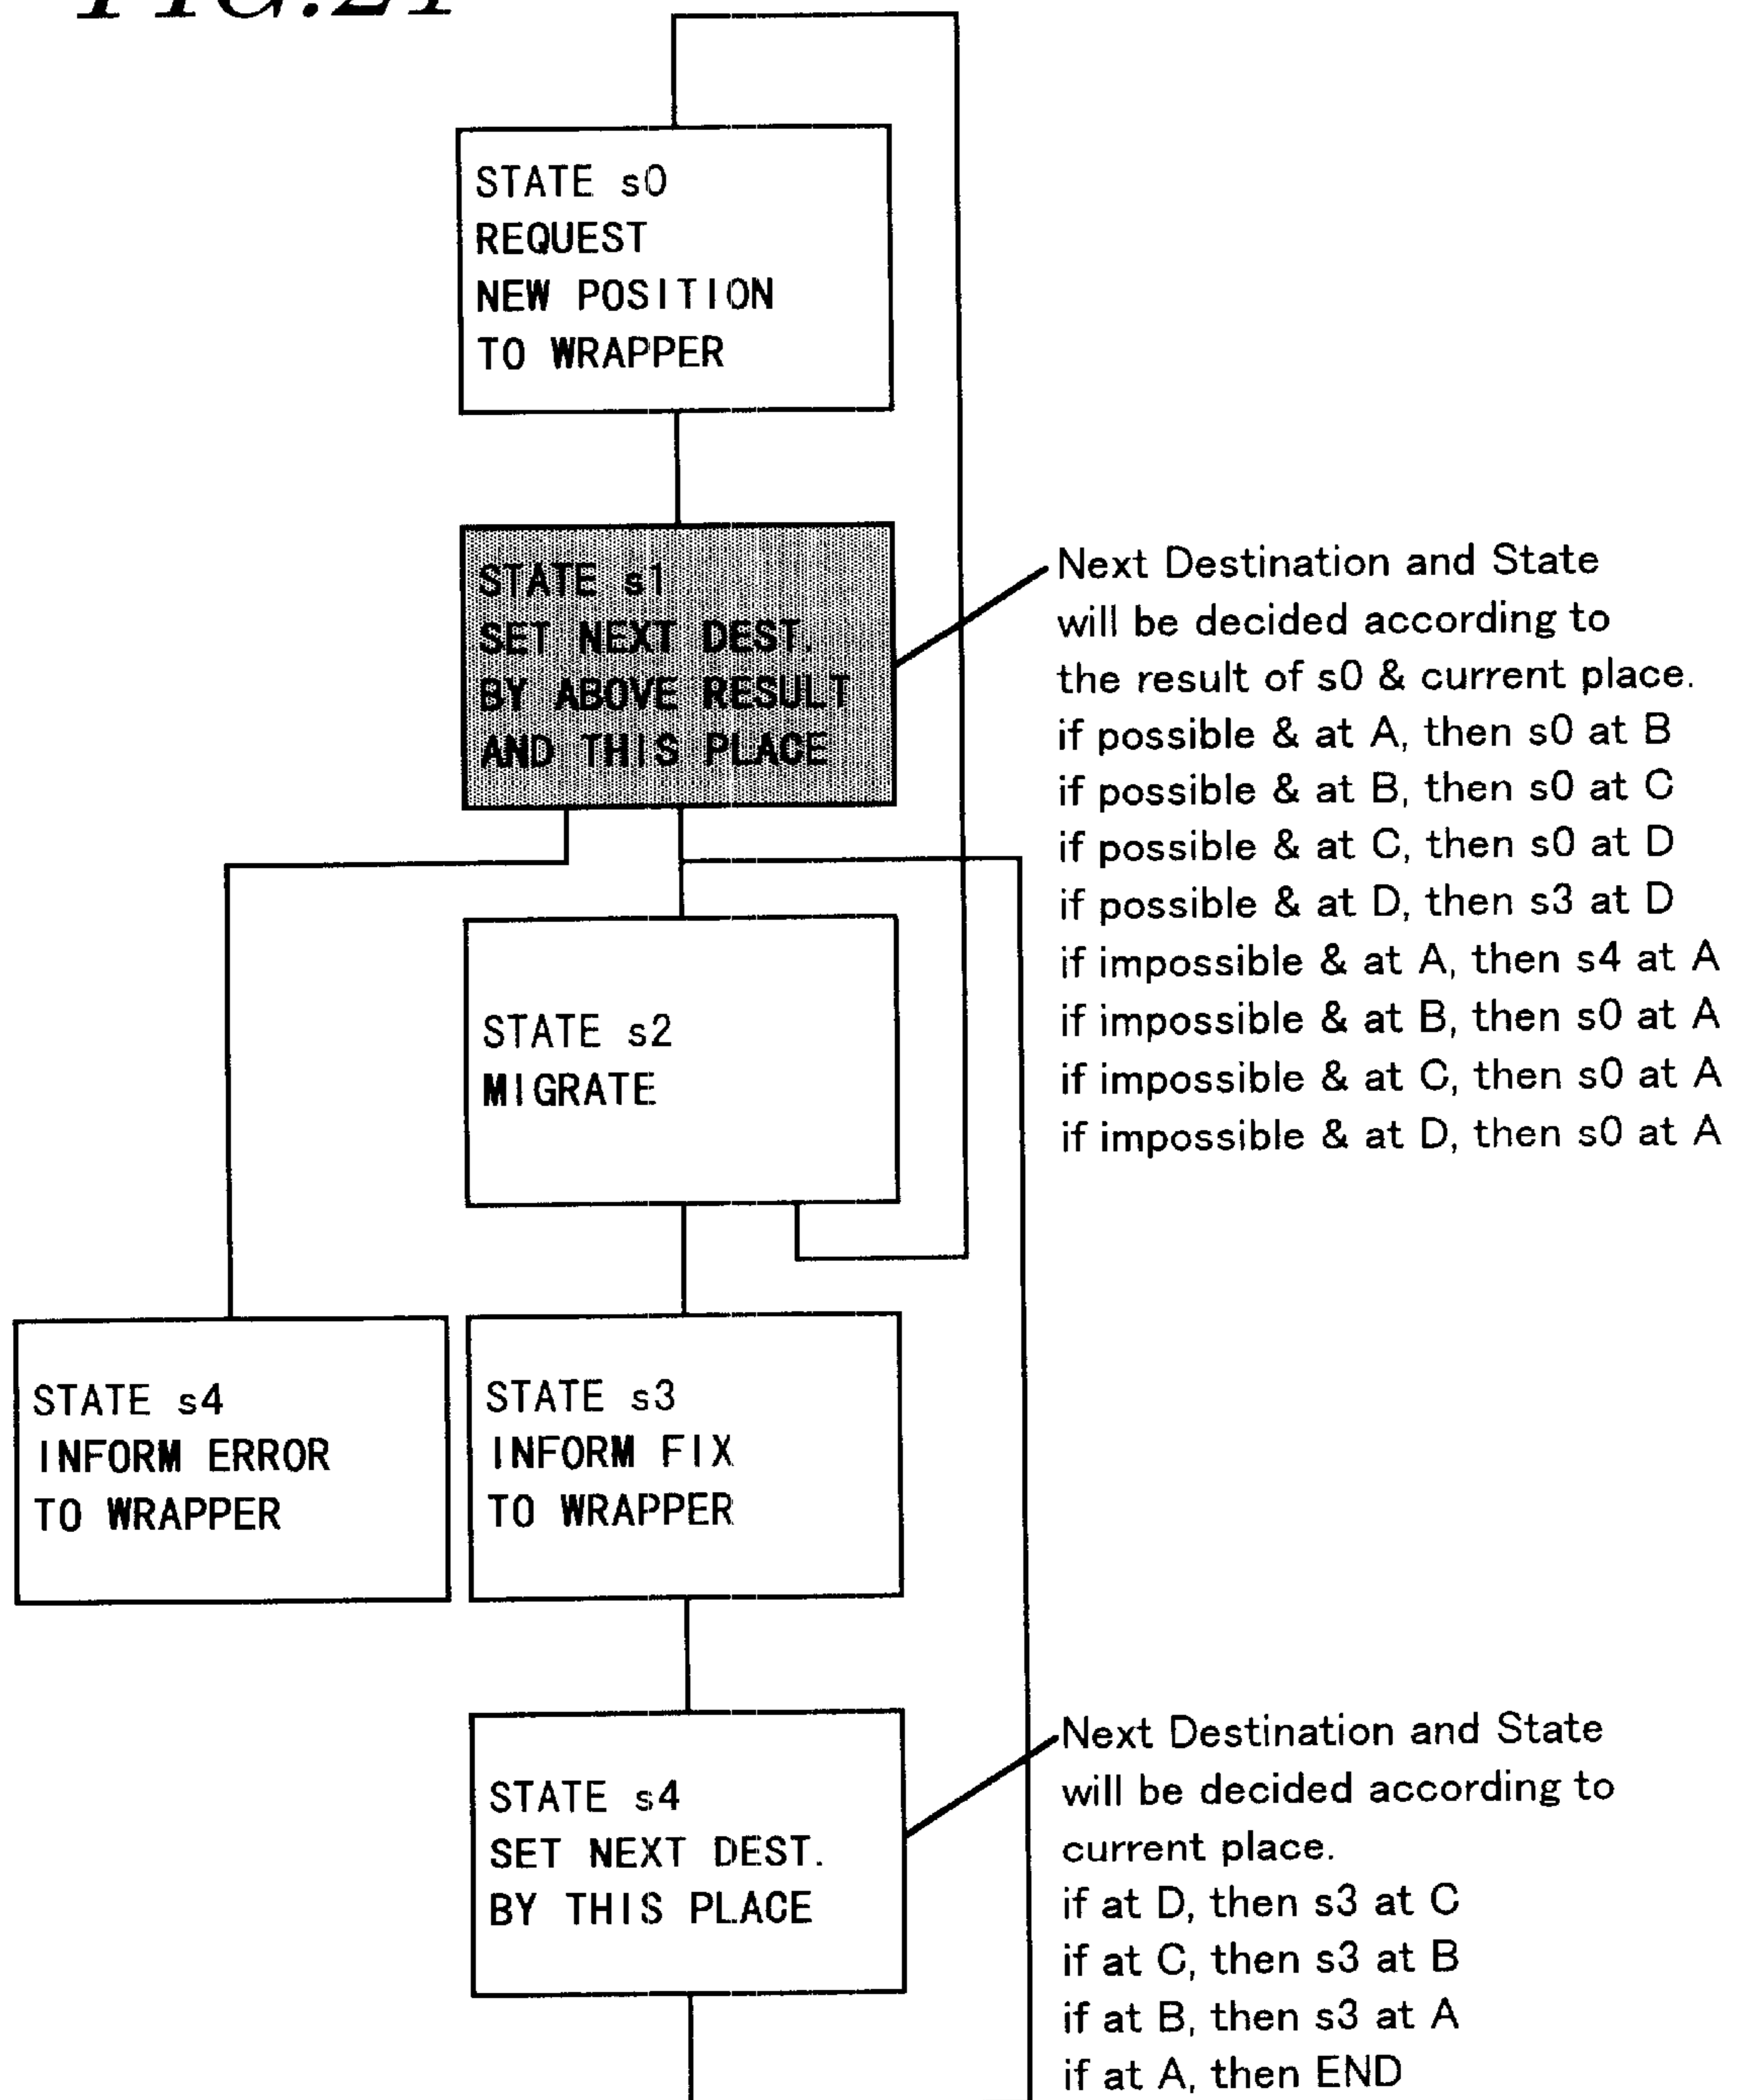 FIG.21
STATE s0
REQUEST
NEW POSITION
TO WRAPPER
STATE s1
SET NEXT DEST.
BY ABOVE RESULT
AND THIS PLACE
Next Destination and State
will be decided according to
the result of s0 & current place.
if possible & at A, then s0 at B
if possible & at B, then s0 at C
if possible & at C, then s0 at D
if possible & at D, then s3 at D
if impossible & at A, then s4 at A
if impossible & at B, then s0 at A
if impossible & at C, then s0 at A
if impossible & at D, then s0 at A
STATE s2
MIGRATE
STATE s4
INFORM ERROR
TO WRAPPER
STATE s3
INFORM FIX
TO WRAPPER
STATE s4
SET NEXT DEST.
BY THIS PLACE
Next Destination and State
will be decided according to
current place.
if at D, then s3 at C
if at C, then s3 at B
if at B, then s3 at A
if at A, then END